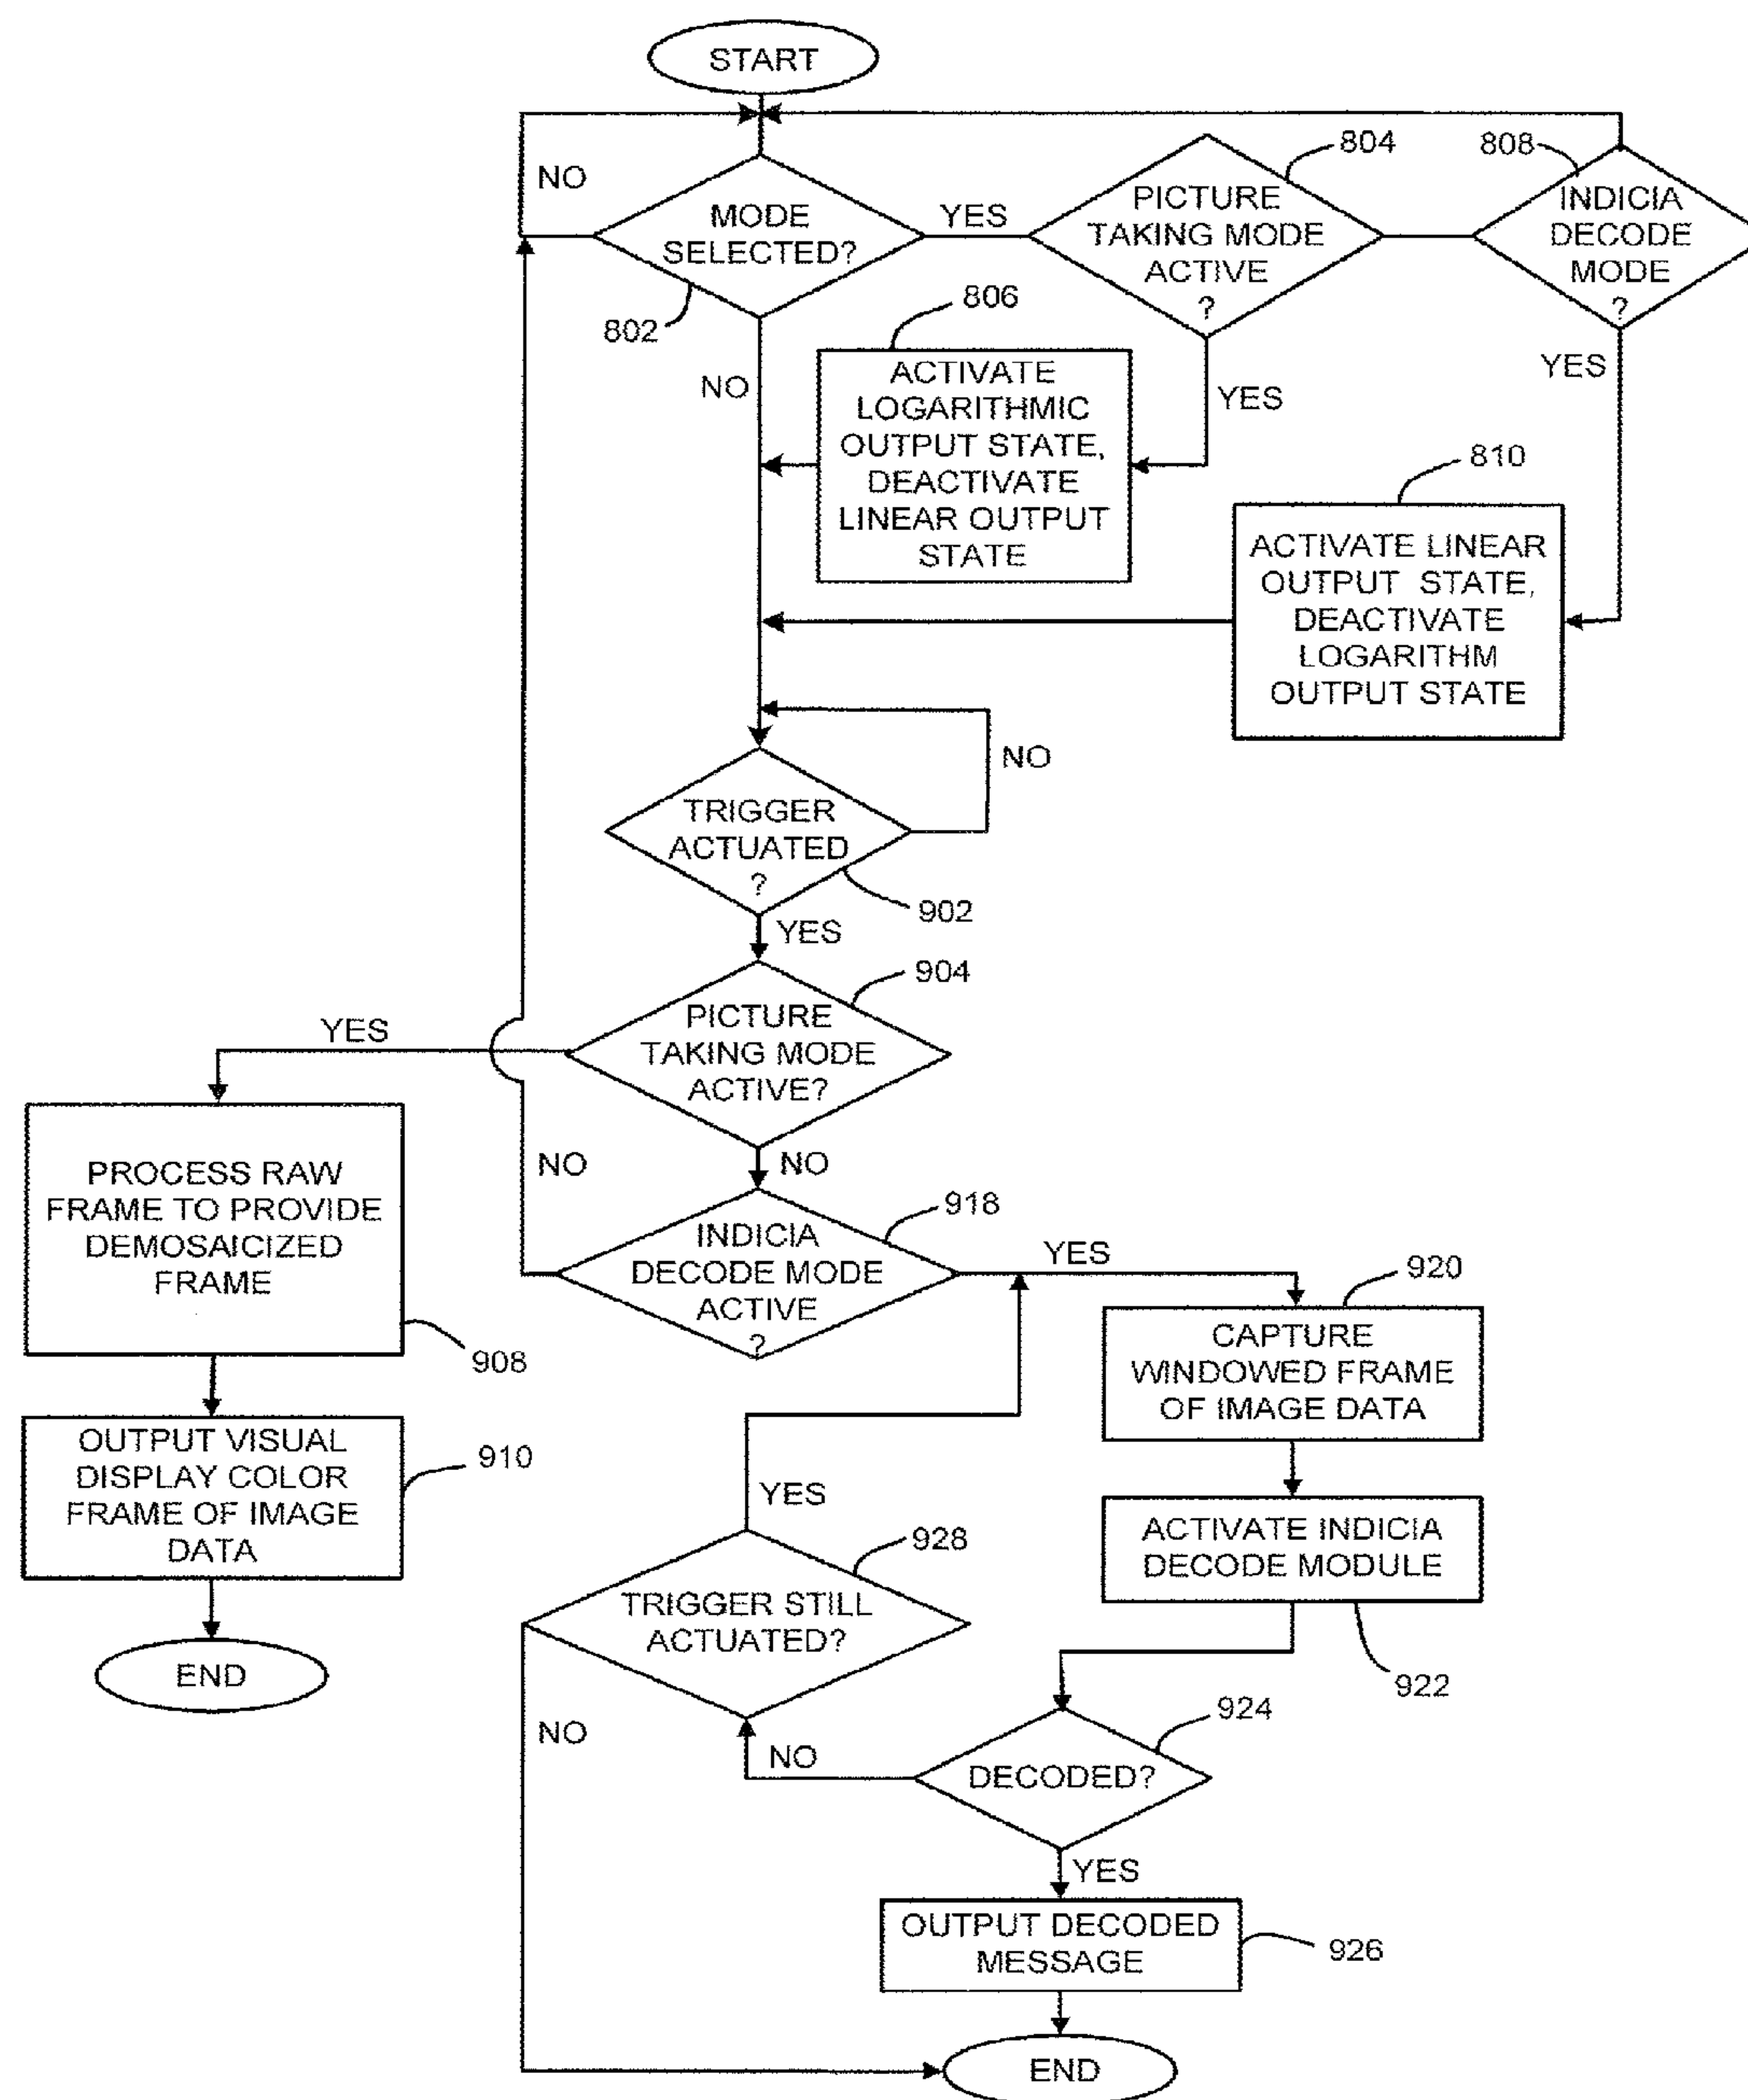 START
NO
MODE
SELECTED?
802
YES
PICTURE
TAKING MODE
ACTIVE
?
804
808
INDICIA
DECODE
MODE
?
NO
806
ACTIVATE
LOGARITHMIC
OUTPUT STATE,
DEACTIVATE
LINEAR OUTPUT
STATE
YES
YES
810
ACTIVATE LINEAR
OUTPUT STATE,
DEACTIVATE
LOGARITHM
OUTPUT STATE
NO
TRIGGER
ACTUATED
?
902
YES
904
PICTURE
TAKING MODE
ACTIVE?
YES
PROCESS RAW
FRAME TO PROVIDE
DEMOSAICIZED
FRAME
908
OUTPUT VISUAL
DISPLAY COLOR
FRAME OF IMAGE
DATA
910
END
NO
NO
918
INDICIA
DECODE MODE
ACTIVE
?
YES
920
CAPTURE
WINDOWED FRAME
OF IMAGE DATA
ACTIVATE INDICIA
DECODE MODULE
922
YES
928
TRIGGER STILL
ACTUATED?
NO
NO
924
DECODED?
YES
OUTPUT DECODED
MESSAGE
926
END